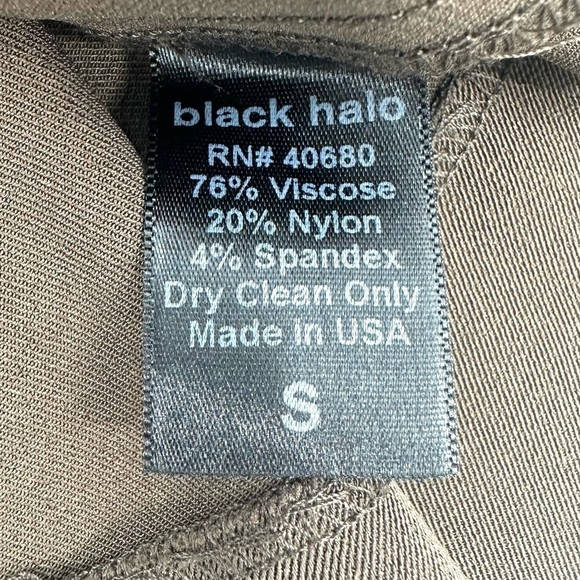 black halo
RN# 40680
76% Viscose
20% Nylon
4% Spandex
Dry Clean Only
Made In USA
S